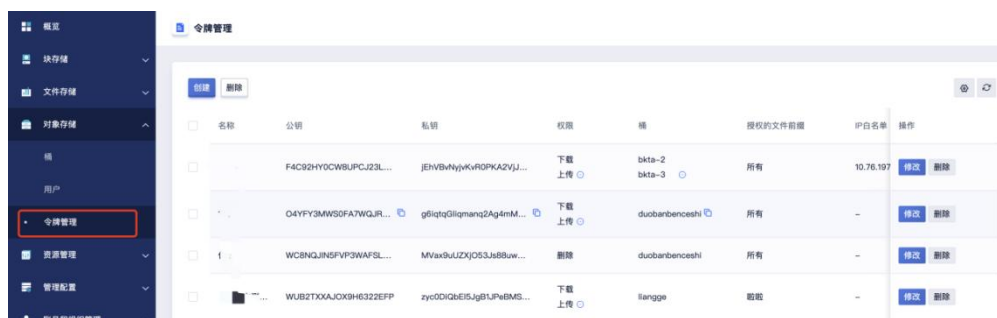 概览
块存储
文件存储
对象存储
桶
用户
令牌管理
资源管理
管理配置
令牌管理
创建 删除
名称 公钥 私钥 权限 桶 授权的文件前缀 IP白名单 操作
F4C92HY0CW8UPCJ23L... jEhVBvNyjvKvR0PKA2VjJ... 下载 上传 bkta-2 bkta-3 所有 10.76.197 修改 删除
O4YFY3MWS0FA7WQJR... g6iqtqGliqmanq2Ag4mM... 下载 上传 duobanbenceshi 所有 - 修改 删除
WC8NQJIN5FVP3WAFSL... MVax9uUZXjO53Js88uw... 删除 duobanbenceshi 所有 - 修改 删除
... WUB2TXXAJOX9H6322EFP zyc0DiQbEI5JgB1JPeBMS... 下载 上传 liangge 啦啦 - 修改 删除